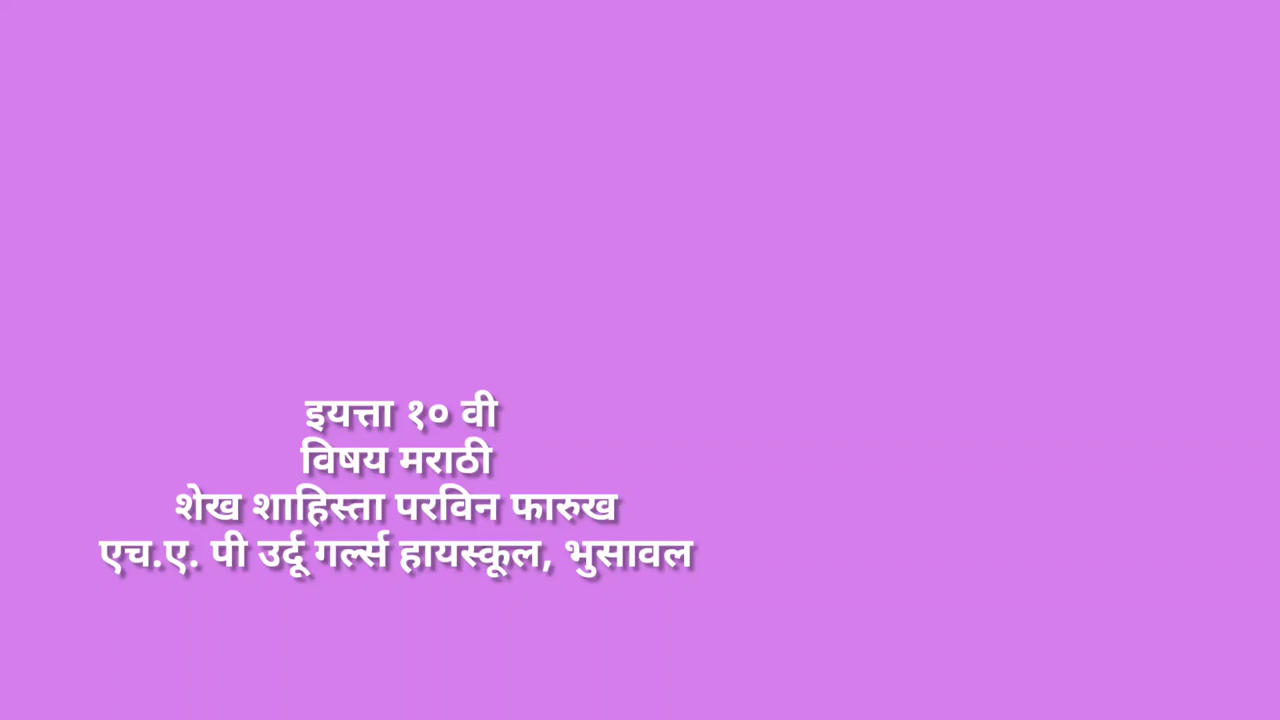 इयत्ता १० वी
विषय मराठी
शेख शाहिस्ता परविन फारुख
एच.ए. पी उर्दू गर्ल्स हायस्कूल, भुसावल